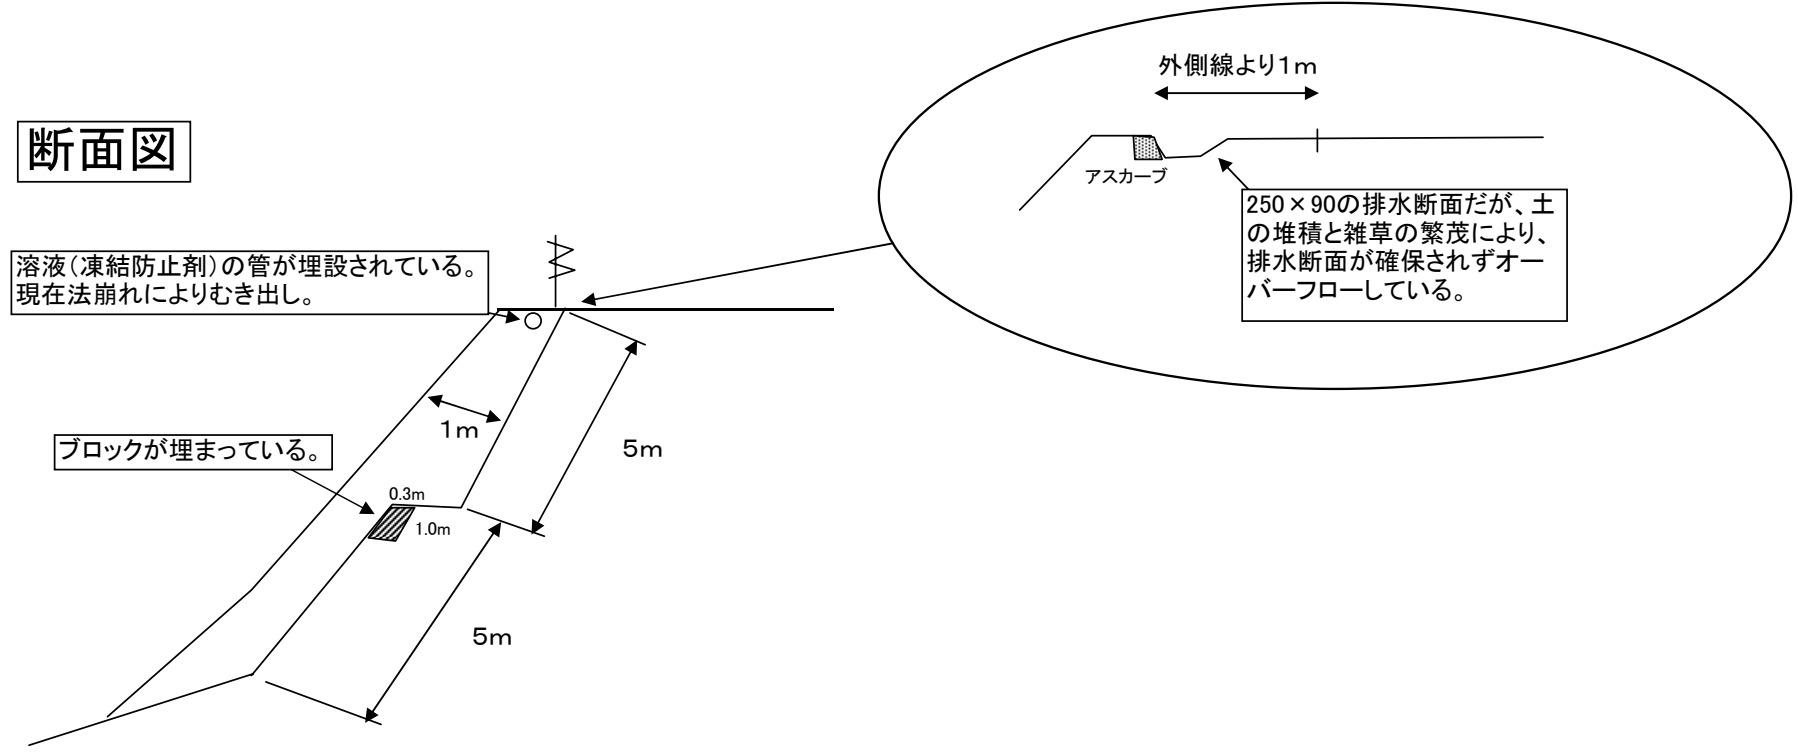 断面図
外側線より1m
アスカーブ
250×90の排水断面だが、土
の堆積と雑草の繁茂により、
排水断面が確保されずオー
バーフローしている。
溶液(凍結防止剤)の管が埋設されている。
現在法崩れによりむき出し。
1m
5m
ブロックが埋まっている。
0.3m
1.0m
5m